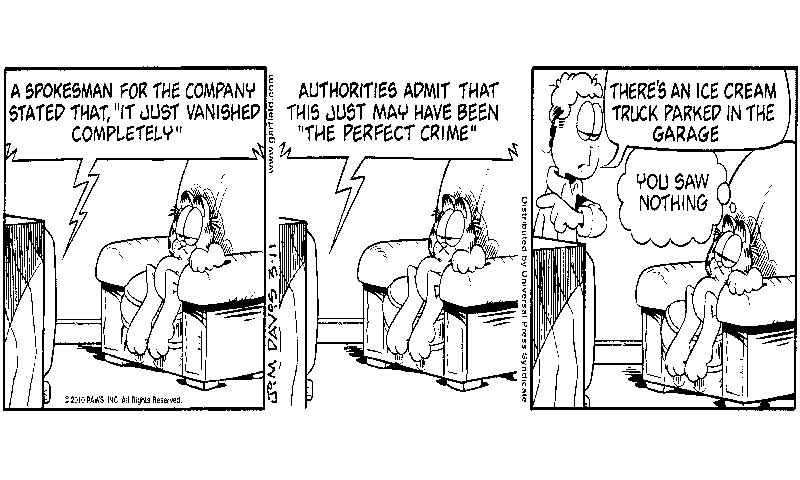 A SPOKESMAN FOR THE COMPANY
STATED THAT, "IT JUST VANISHED
COMPLETELY"
© 2010 PAWS, INC. All Rights Reserved.
www.garfield.com
JIM DAVIS 3-11
AUTHORITIES ADMIT THAT
THIS JUST MAY HAVE BEEN
"THE PERFECT CRIME"
Distributed by Universal Press Syndicate
THERE'S AN ICE CREAM
TRUCK PARKED IN THE
GARAGE
YOU SAW
NOTHING